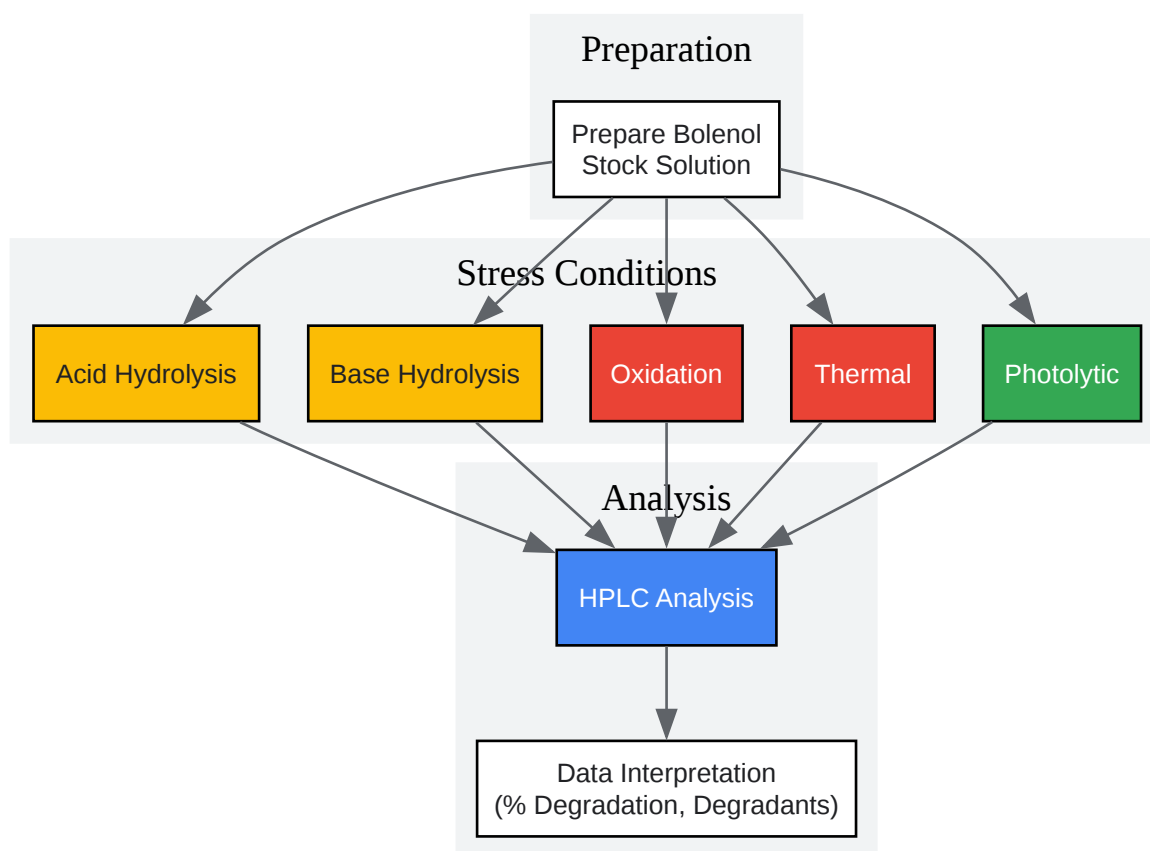 Preparation
Prepare Bolenol
Stock Solution
Stress Conditions
Acid Hydrolysis
Base Hydrolysis
Oxidation
Thermal
Photolytic
Analysis
HPLC Analysis
Data Interpretation
(% Degradation, Degradants)